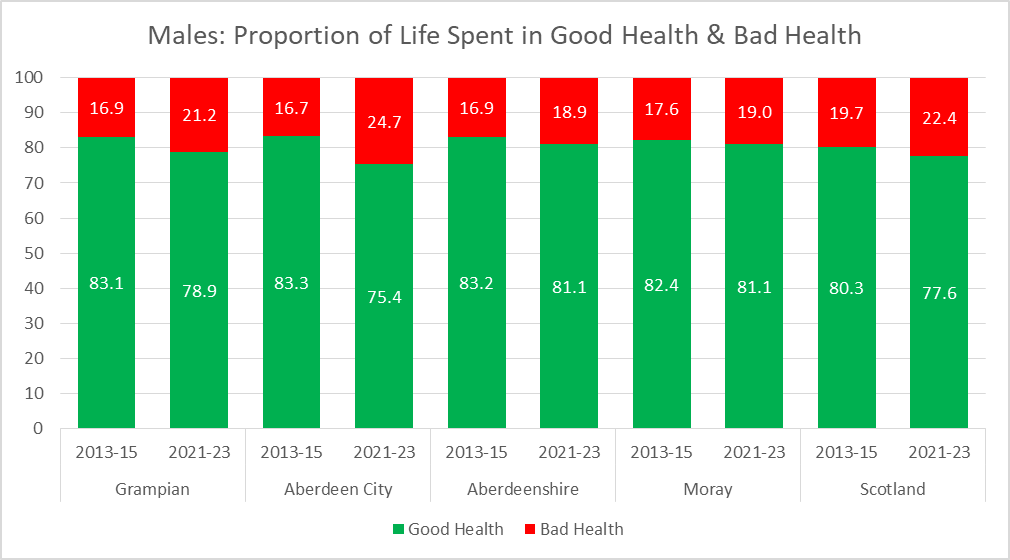 Males: Proportion of Life Spent in Good Health & Bad Health
100
90
80
70
60
50
40
30
20
10
0
16.9 21.2 16.7 24.7 16.9 18.9 17.6 19.0 19.7 22.4
83.1 78.9 83.3 75.4 83.2 81.1 82.4 81.1 80.3 77.6
2013-15 2021-23 2013-15 2021-23 2013-15 2021-23 2013-15 2021-23 2013-15 2021-23
Grampian Aberdeen City Aberdeenshire Moray Scotland
Good Health Bad Health